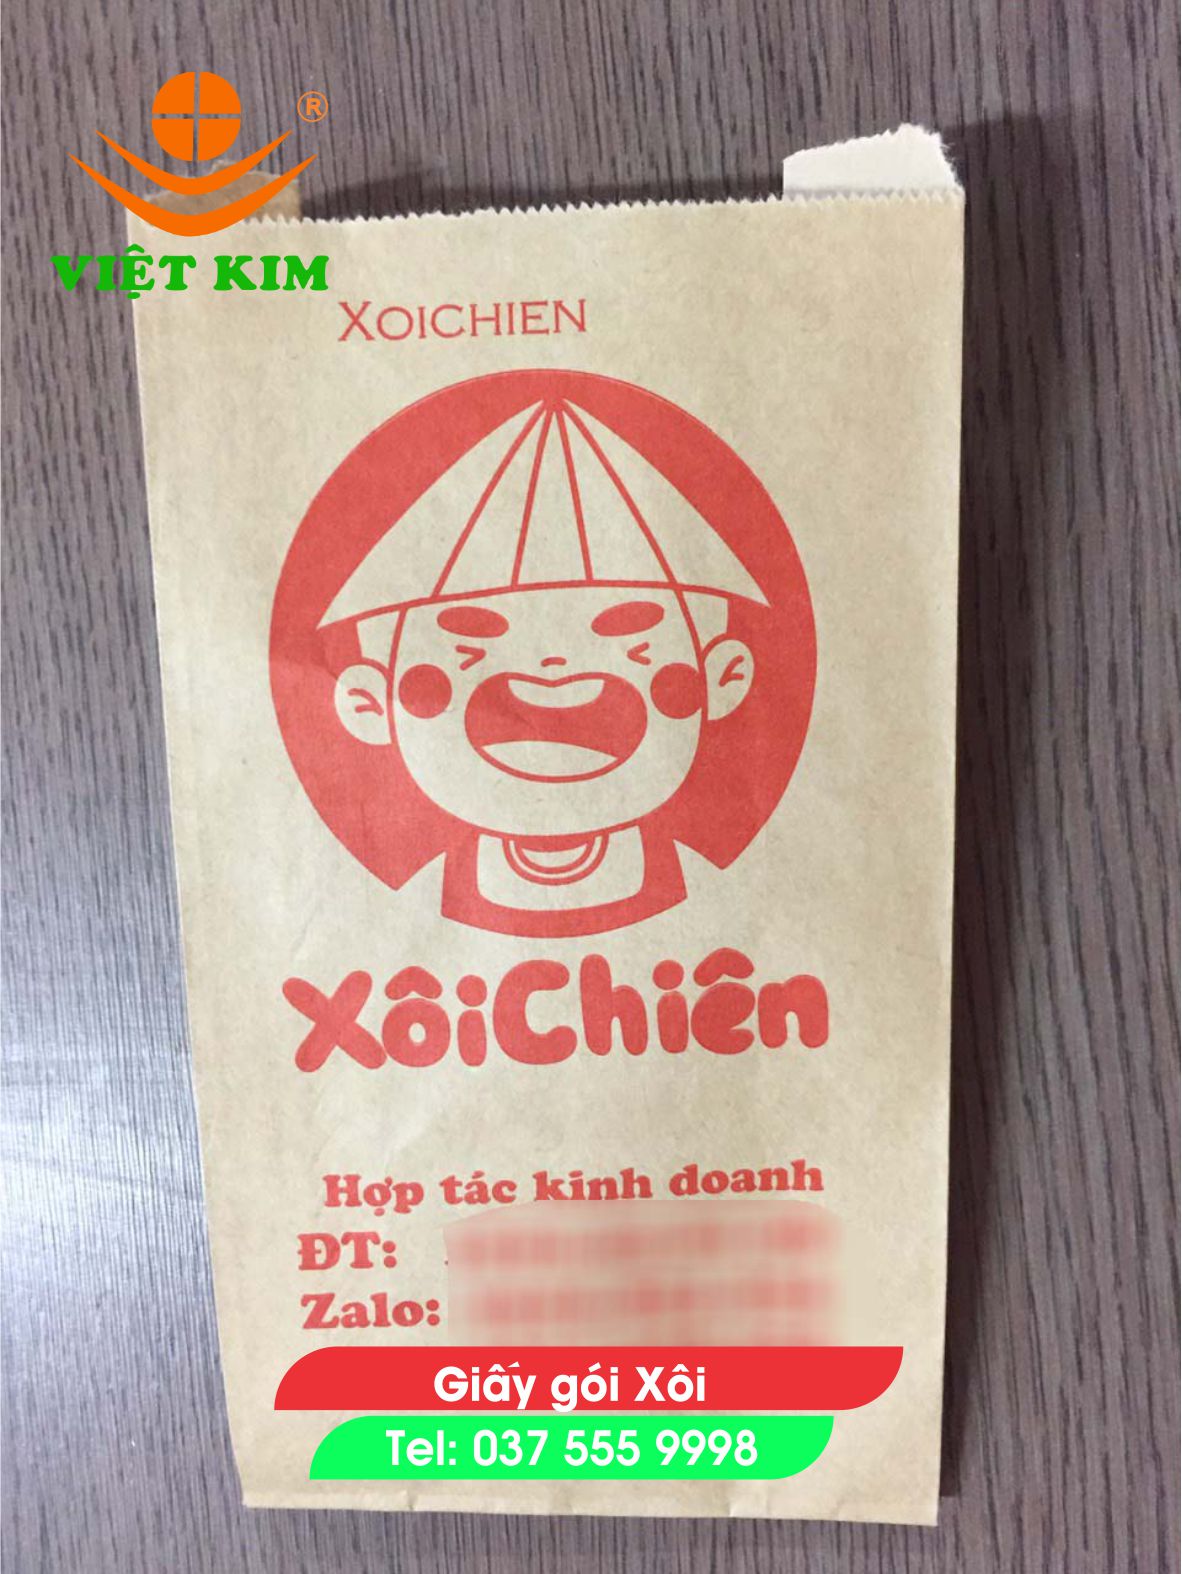 ®
VIỆT KIM
XOICHIEN
XôiChiên
Hợp tác kinh doanh
ĐT:
Zalo:
Giấy gói Xôi
Tel: 037 555 9998